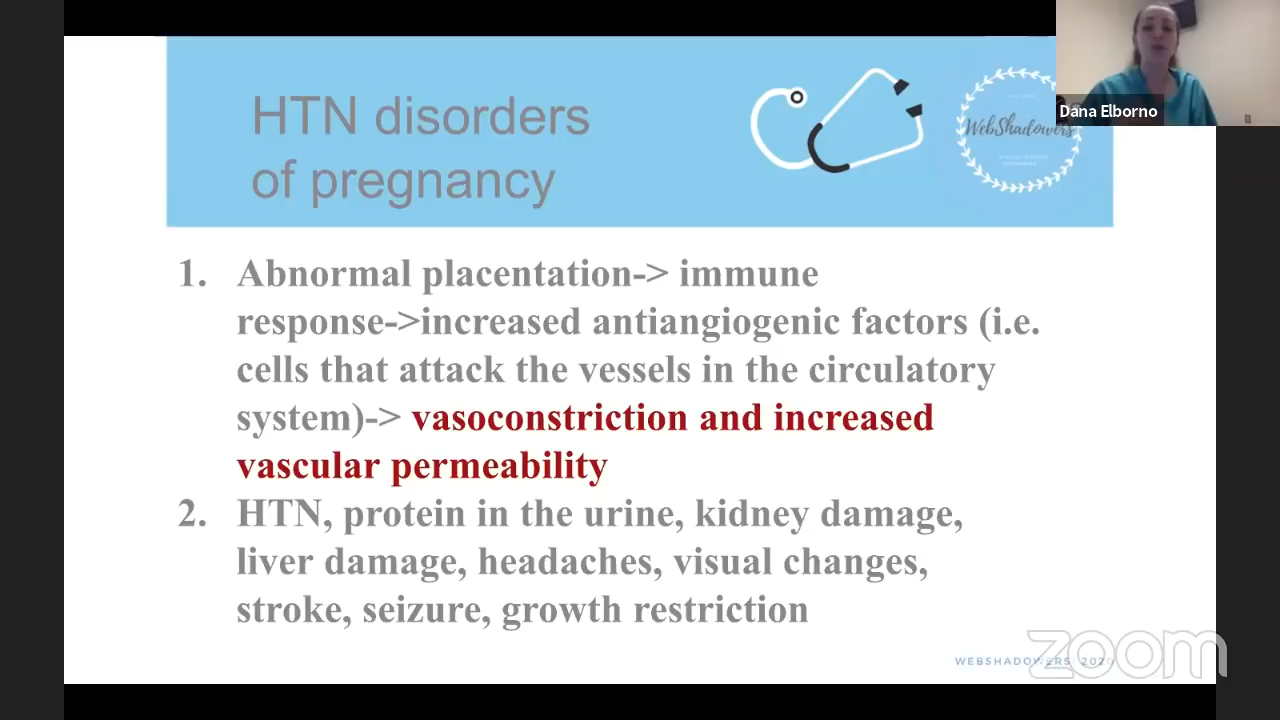 HTN disorders
of pregnancy
WebShadowers
Dana Elborno
1. Abnormal placentation-> immune
response->increased antiangiogenic factors (i.e.
cells that attack the vessels in the circulatory
system)-> vasoconstriction and increased
vascular permeability
2. HTN, protein in the urine, kidney damage,
liver damage, headaches, visual changes,
stroke, seizure, growth restriction
WEBSHADOWERS 2020
zoom